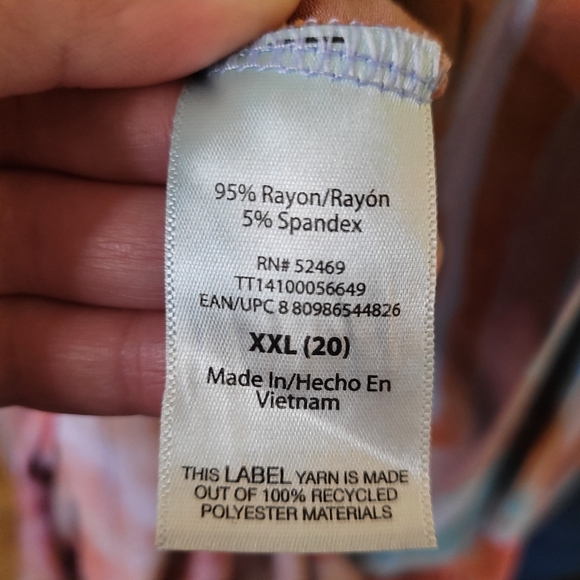 95% Rayon/Rayón
5% Spandex
RN# 52469
TT14100056649
EAN/UPC 8 80986544826
XXL (20)
Made In/Hecho En
Vietnam
THIS LABEL YARN IS MADE
OUT OF 100% RECYCLED
POLYESTER MATERIALS